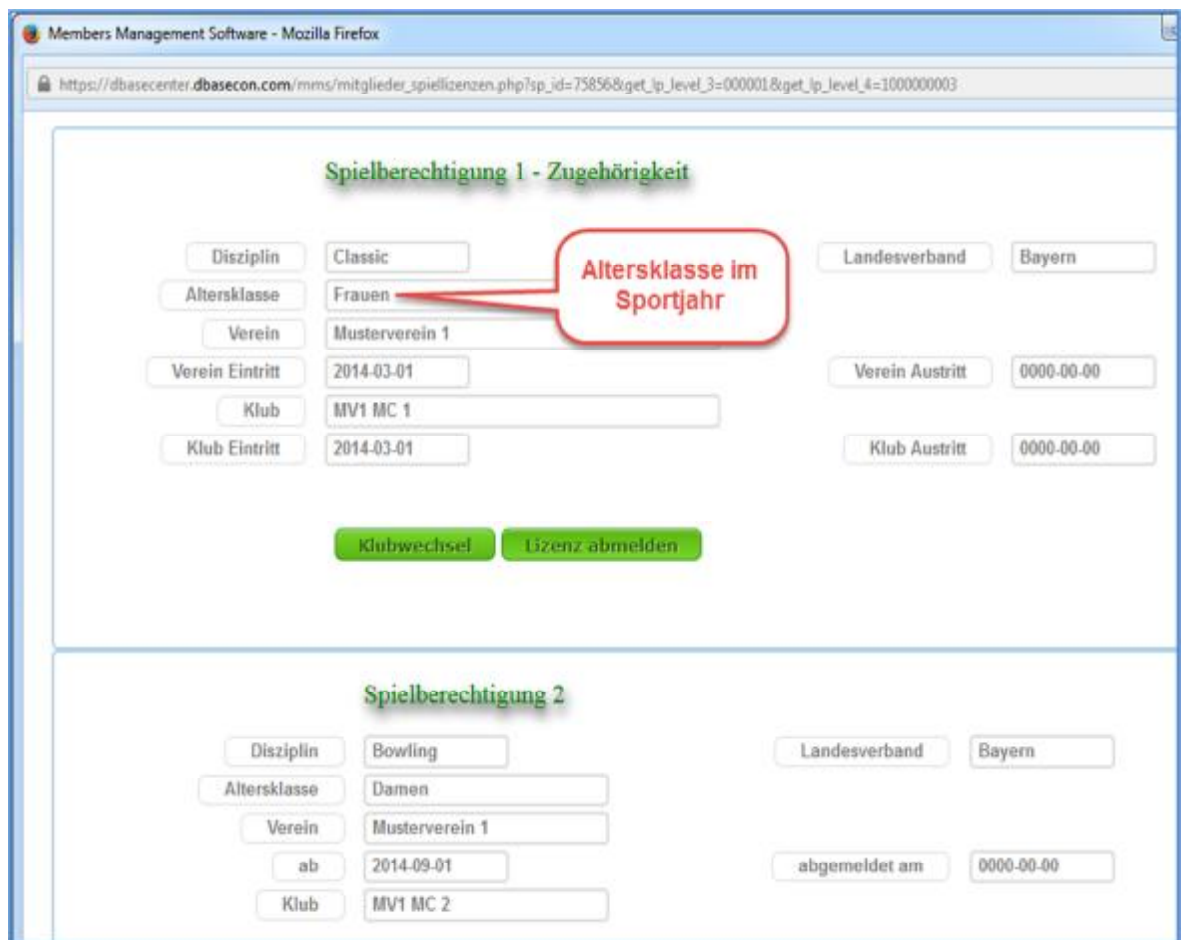 Members Management Software - Mozilla Firefox
https://dbasecenter.dbasecon.com/mms/mitglieder_spiellizenzen.php?sp_id=75856&get_lp_level_3=000001&get_lp_level_4=1000000003
Spielberechtigung 1 - Zugehörigkeit
Disziplin Classic Landesverband Bayern
Altersklasse im
Sportjahr
Altersklasse Frauen
Verein Musterverein 1
Verein Eintritt 2014-03-01 Verein Austritt 0000-00-00
Klub MV1 MC 1
Klub Eintritt 2014-03-01 Klub Austritt 0000-00-00
Klubwechsel Lizenz abmelden
Spielberechtigung 2
Disziplin Bowling Landesverband Bayern
Altersklasse Damen
Verein Musterverein 1
ab 2014-09-01 abgemeldet am 0000-00-00
Klub MV1 MC 2